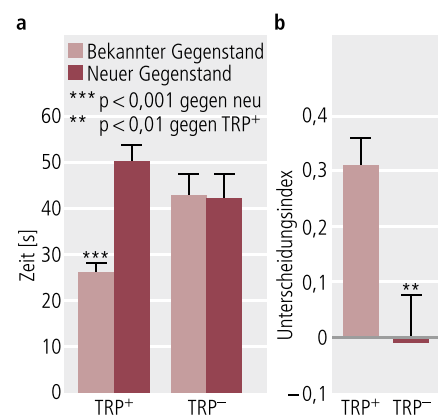 a
Bekannter Gegenstand
Neuer Gegenstand
*** p < 0,001 gegen neu
** p < 0,01 gegen TRP⁺
Zeit [s]
60
50
40
30
20
10
0
***
TRP⁺
TRP⁻
b
Unterscheidungsindex
0,4
0,3
0,2
0,1
0
−0,1
**
TRP⁺
TRP⁻